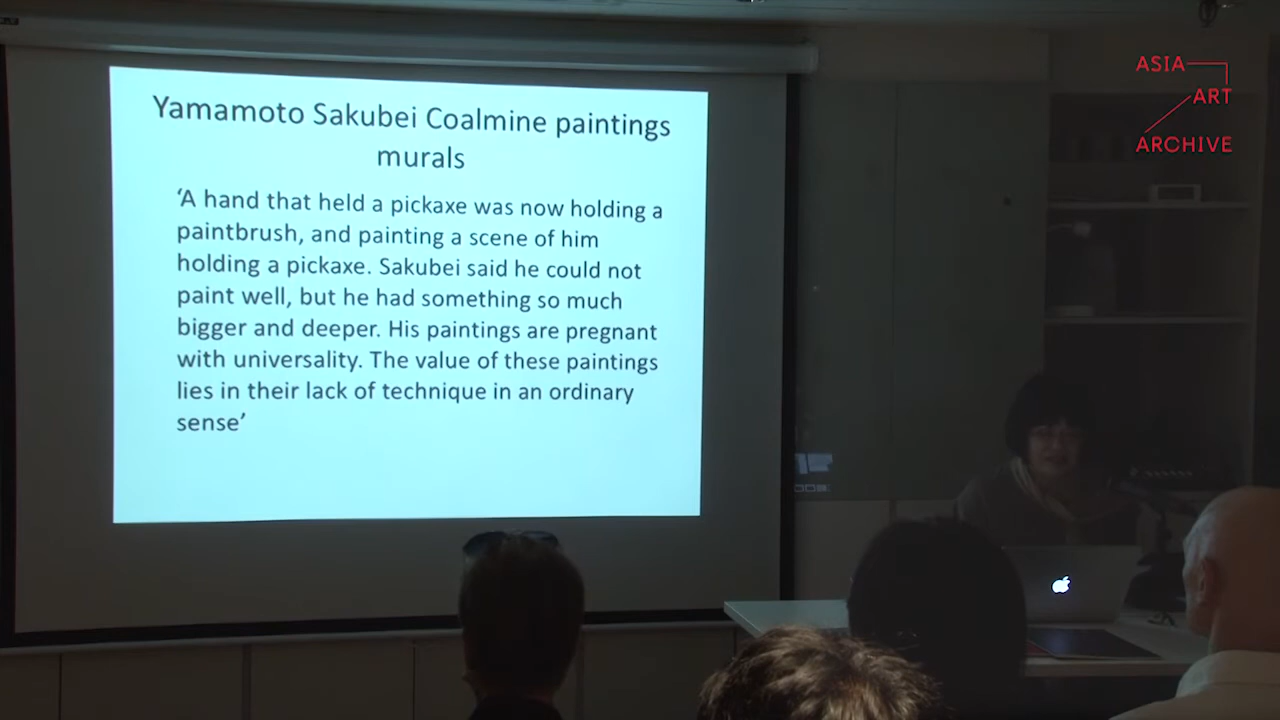 Yamamoto Sakubei Coalmine paintings
murals
‘A hand that held a pickaxe was now holding a
paintbrush, and painting a scene of him
holding a pickaxe. Sakubei said he could not
paint well, but he had something so much
bigger and deeper. His paintings are pregnant
with universality. The value of these paintings
lies in their lack of technique in an ordinary
sense’
ASIA
ART
ARCHIVE